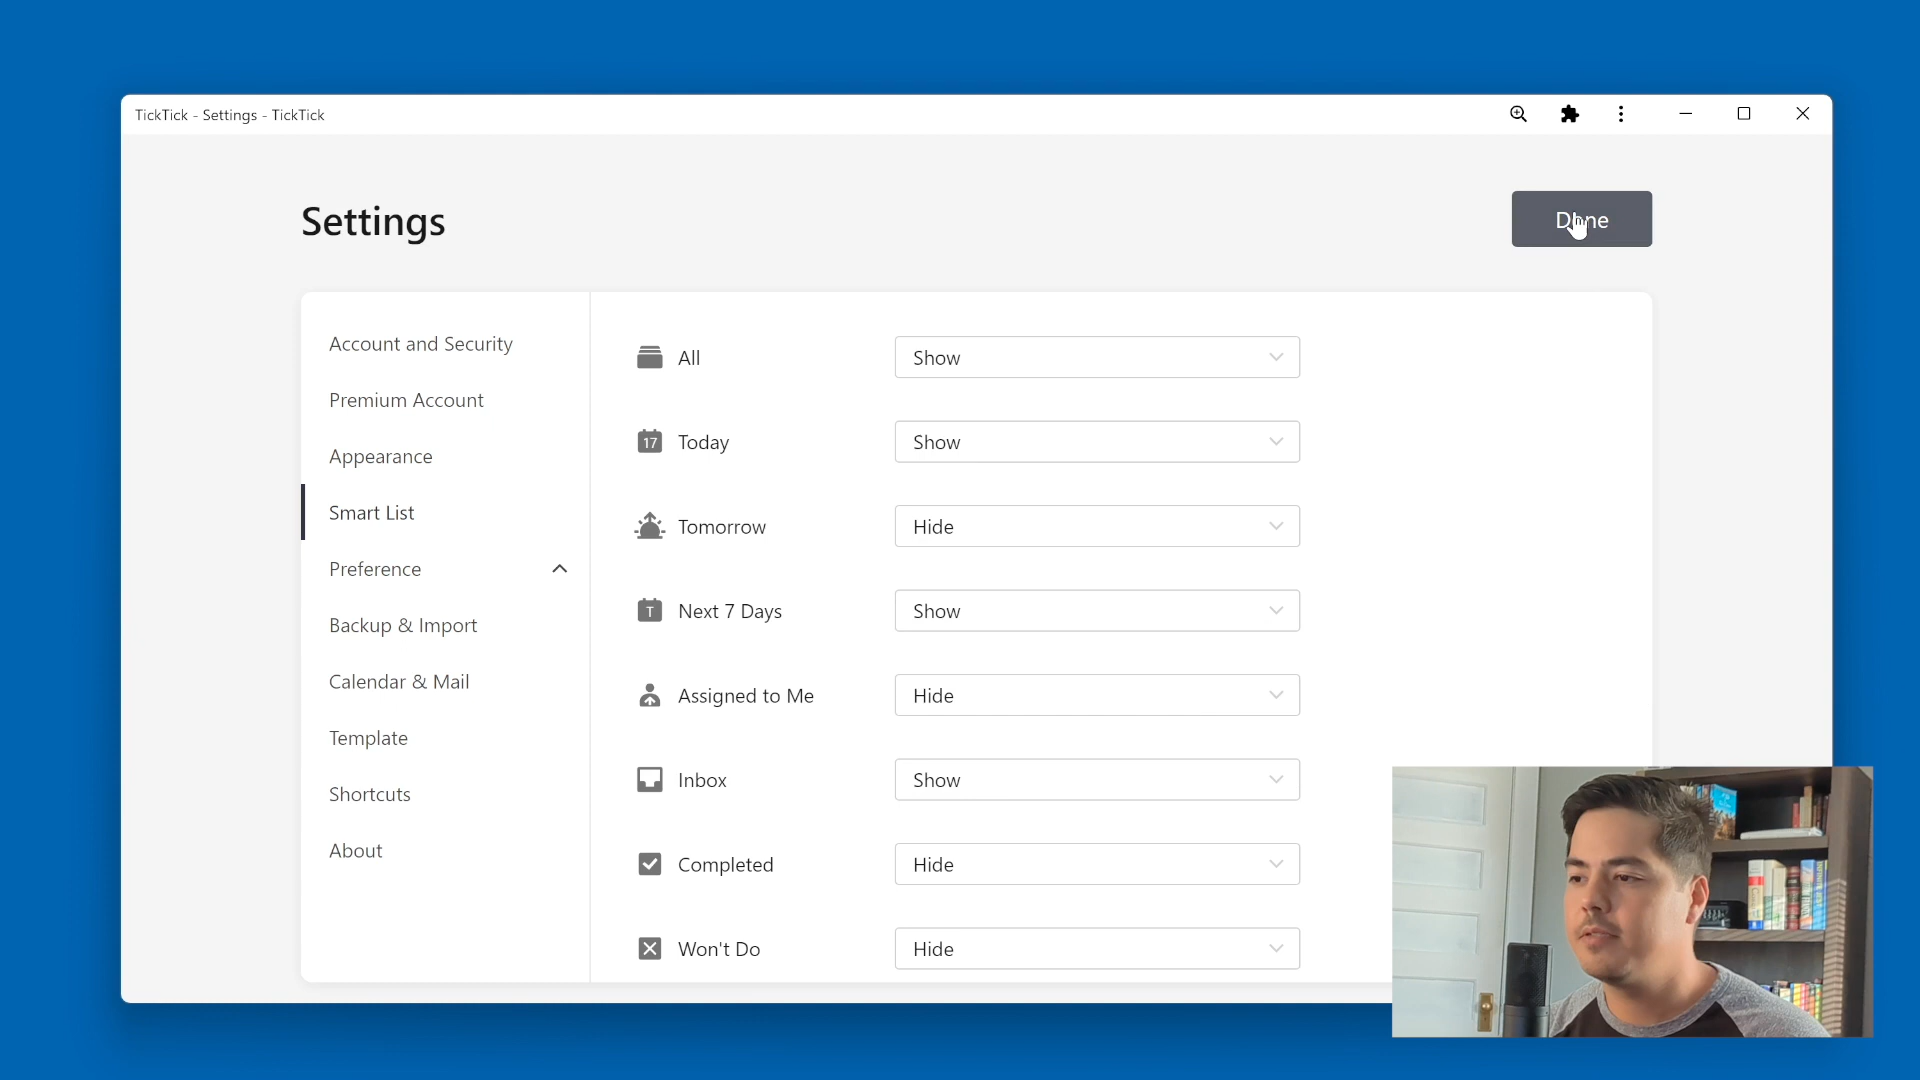 TickTick - Settings - TickTick
Settings
Done
Account and Security
Premium Account
Appearance
Smart List
Preference
Backup & Import
Calendar & Mail
Template
Shortcuts
About
All Show
17 Today Show
Tomorrow Hide
T Next 7 Days Show
Assigned to Me Hide
Inbox Show
Completed Hide
Won't Do Hide